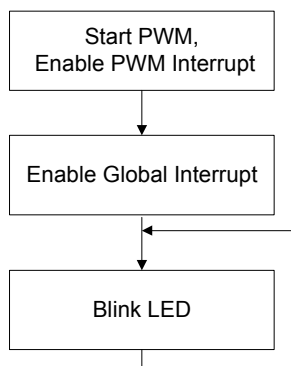 Start PWM,
Enable PWM Interrupt
Enable Global Interrupt
Blink LED